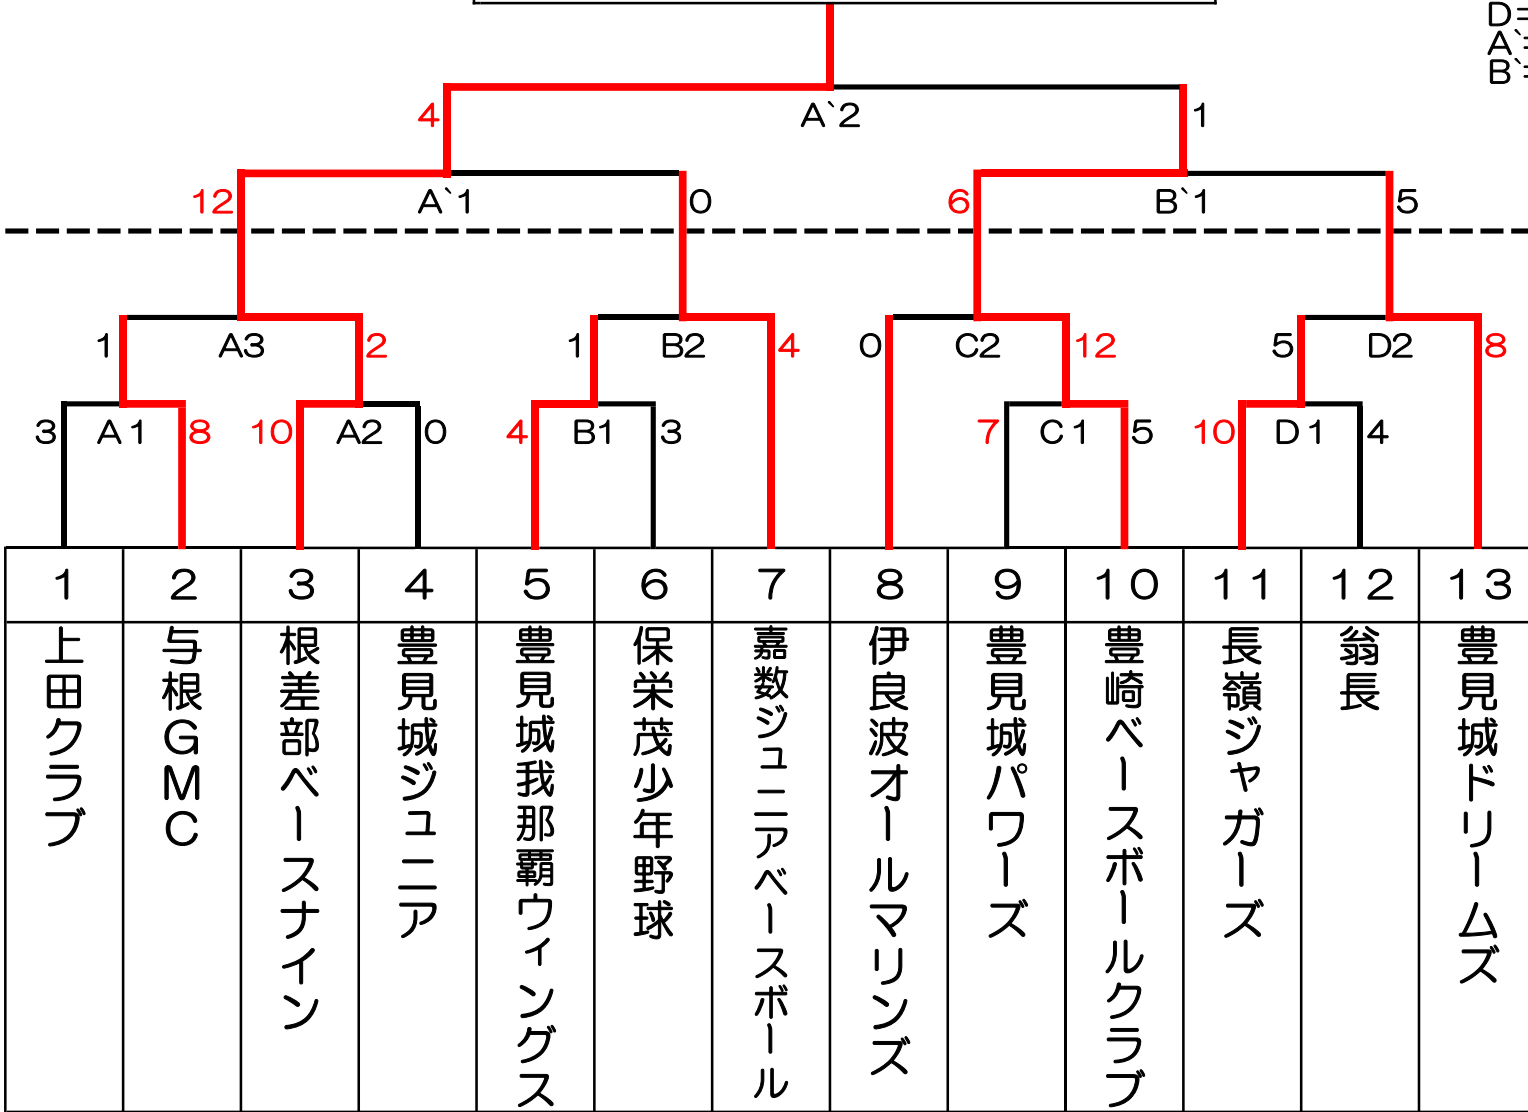 D=
A`=
B`=
4 A`2 1
12 A`1 0 6 B`1 5
1 A3 2 1 B2 4 0 C2 12 5 D2 8
3 A1 8 10 A2 0 4 B1 3 7 C1 5 10 D1 4
1 2 3 4 5 6 7 8 9 10 11 12 13
上田クラブ
与根GMC
根差部ベースナイン
豊見城ジュニア
豊見城我那覇ウィングス
保栄茂少年野球
嘉数ジュニアベースボール
伊良波オールマリンズ
豊見城パワーズ
豊崎ベースボールクラブ
長嶺ジャガーズ
翁長
豊見城ドリームズ